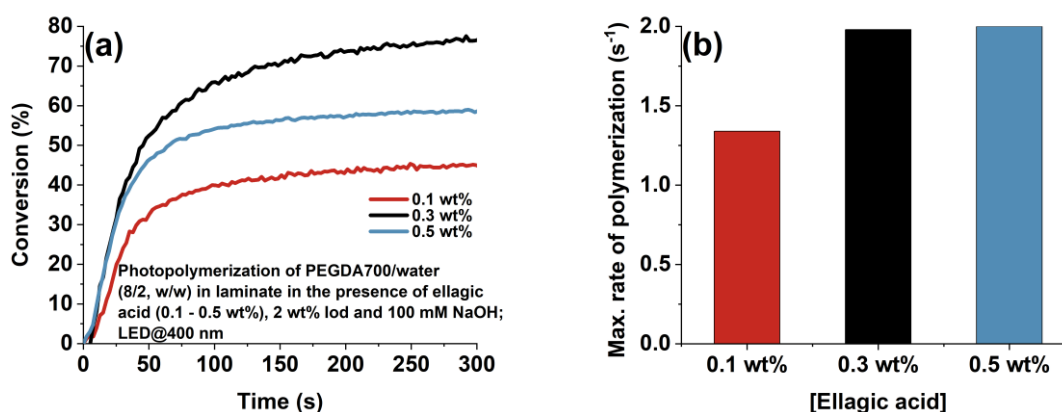 (a)
80
70
60
50
40
30
20
10
0
Conversion (%)
0.1 wt%
0.3 wt%
0.5 wt%
Photopolymerization of PEGDA700/water
(8/2, w/w) in laminate in the presence of ellagic
acid (0.1 - 0.5 wt%), 2 wt% Iod and 100 mM NaOH;
LED@400 nm
0 50 100 150 200 250 300
Time (s)
(b)
2.0
1.5
1.0
0.5
0.0
Max. rate of polymerization (s⁻¹)
0.1 wt% 0.3 wt% 0.5 wt%
[Ellagic acid]